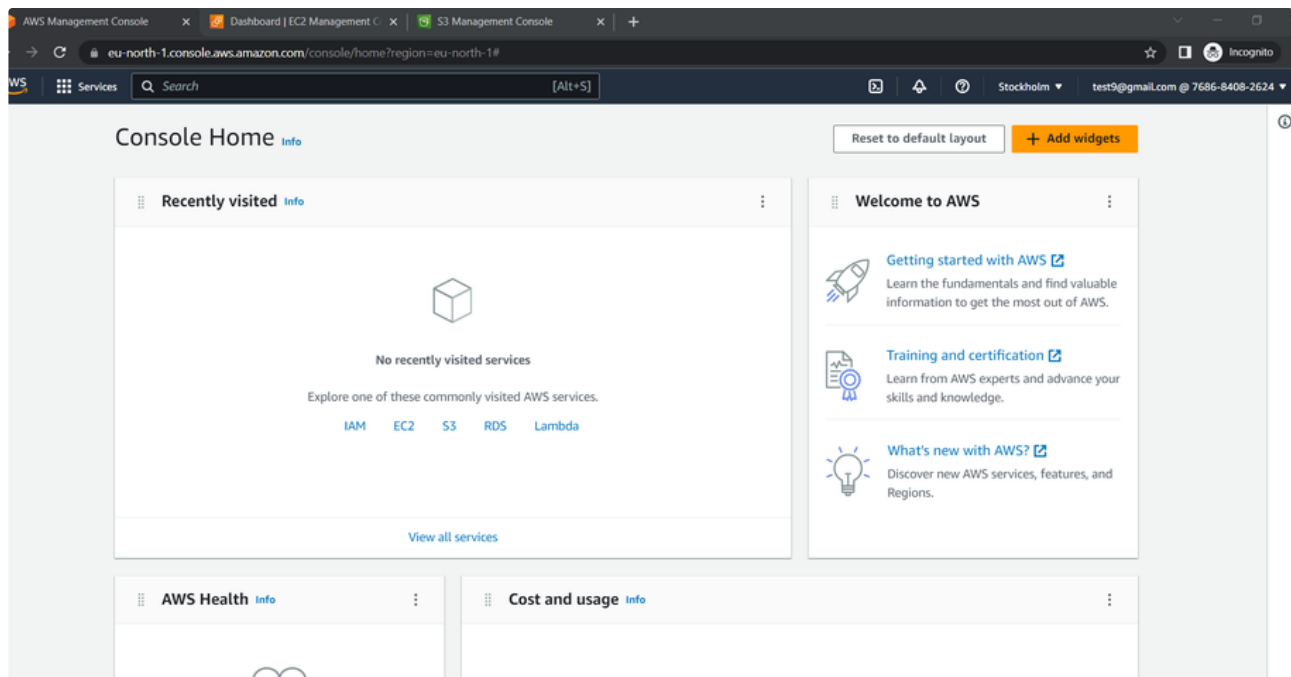 AWS Management Console
Dashboard | EC2 Management C
S3 Management Console
eu-north-1.console.aws.amazon.com/console/home?region=eu-north-1#
Incognito
Services
Search
[Alt+S]
Stockholm
test9@gmail.com @ 7686-8408-2624
Console Home Info
Reset to default layout
+ Add widgets
Recently visited Info
No recently visited services
Explore one of these commonly visited AWS services.
IAM EC2 S3 RDS Lambda
View all services
Welcome to AWS
Getting started with AWS
Learn the fundamentals and find valuable
information to get the most out of AWS.
Training and certification
Learn from AWS experts and advance your
skills and knowledge.
What's new with AWS?
Discover new AWS services, features, and
Regions.
AWS Health Info
Cost and usage Info